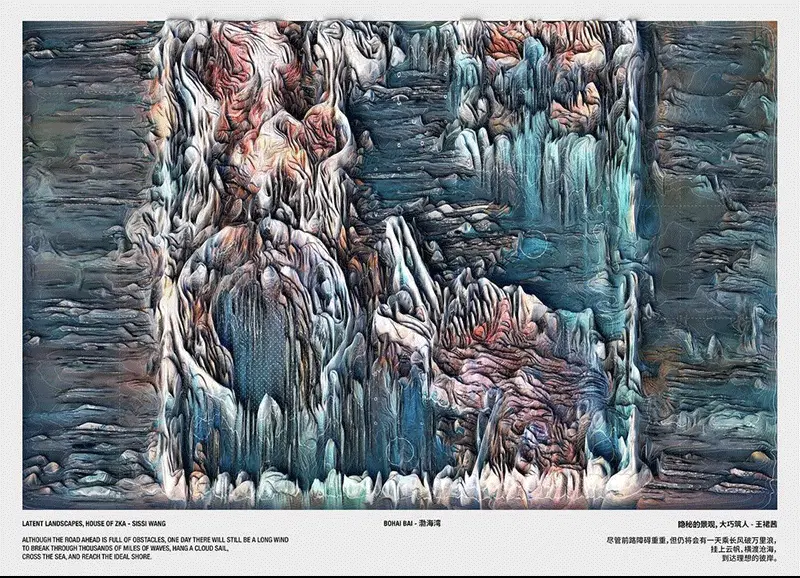 LATENT LANDSCAPES, HOUSE OF ZKA - SISSI WANG
ALTHOUGH THE ROAD AHEAD IS FULL OF OBSTACLES, ONE DAY THERE WILL STILL BE A LONG WIND
TO BREAK THROUGH THOUSANDS OF MILES OF WAVES, HANG A CLOUD SAIL,
CROSS THE SEA, AND REACH THE IDEAL SHORE.
BOHAI BAI - 渤海湾
隐秘的景观, 大巧筑人 - 王裙茜
尽管前路障碍重重,但仍将会有一天乘长风破万里浪,
挂上云帆,横渡沧海,
到达理想的彼岸。